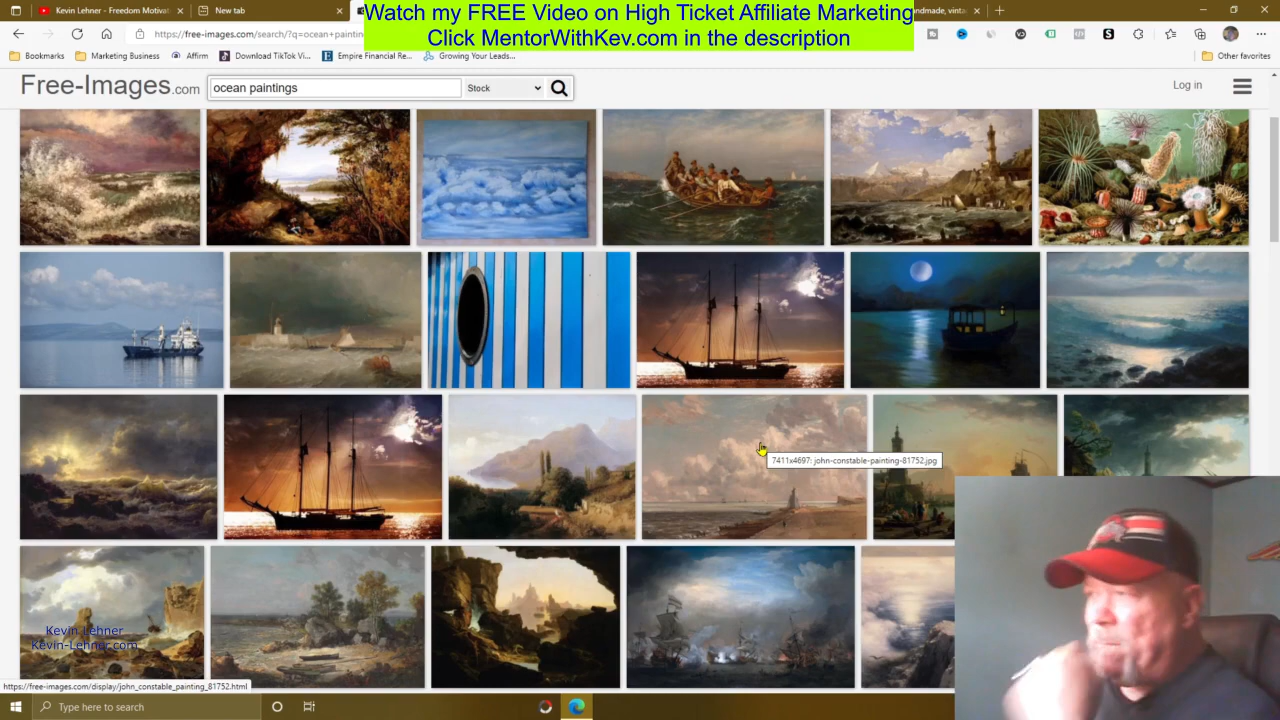 Watch my FREE Video on High Ticket Affiliate Marketing
Click MentorWithKev.com in the description
Kevin Lehner - Freedom Motivat
New tab
https://free-images.com/search/?q=ocean+paintin
Bookmarks
Marketing Business
Affirm
Download TikTok Vi...
Empire Financial Re...
Growing Your Leads...
Other favorites
Free-Images.com
ocean paintings
Stock
Log in
7411x4697: john-constable-painting-81752.jpg
Kevin Lehner
Kevin-Lehner.com
https://free-images.com/display/john_constable_painting_81752.html
Type here to search